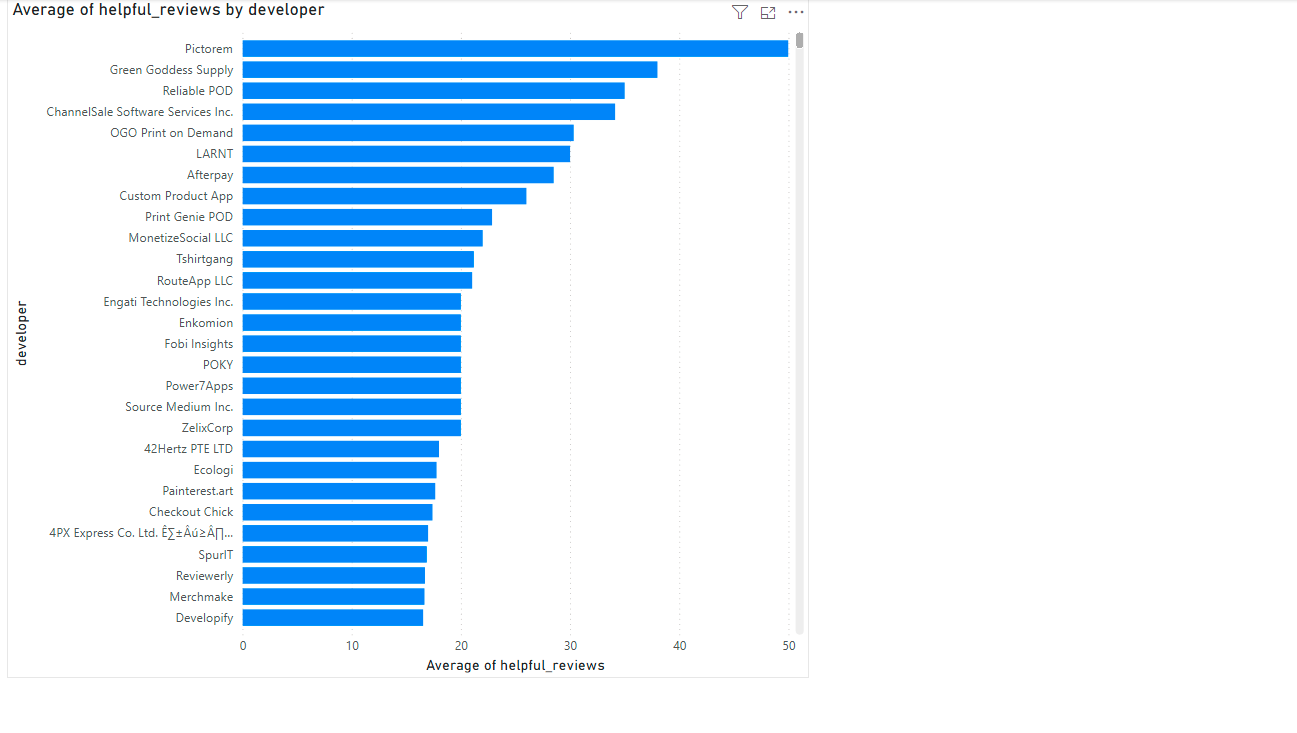 Average of helpful_reviews by developer
Pictorem
Green Goddess Supply
Reliable POD
ChannelSale Software Services Inc.
OGO Print on Demand
LARNT
Afterpay
Custom Product App
Print Genie POD
MonetizeSocial LLC
Tshirtgang
RouteApp LLC
Engati Technologies Inc.
Enkomion
Fobi Insights
POKY
Power7Apps
Source Medium Inc.
ZelixCorp
42Hertz PTE LTD
Ecologi
Painterest.art
Checkout Chick
4PX Express Co. Ltd. Ê∑±Âú≥Â∏...
SpurIT
Reviewerly
Merchmake
Developify
developer
0 10 20 30 40 50
Average of helpful_reviews